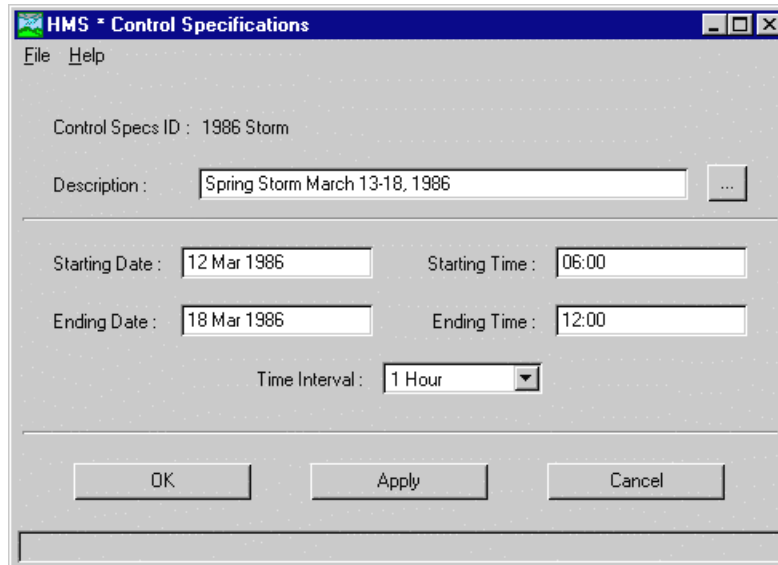 HMS * Control Specifications
File Help
Control Specs ID : 1986 Storm
Description : Spring Storm March 13-18, 1986 ...
Starting Date : 12 Mar 1986 Starting Time : 06:00
Ending Date : 18 Mar 1986 Ending Time : 12:00
Time Interval : 1 Hour
OK Apply Cancel